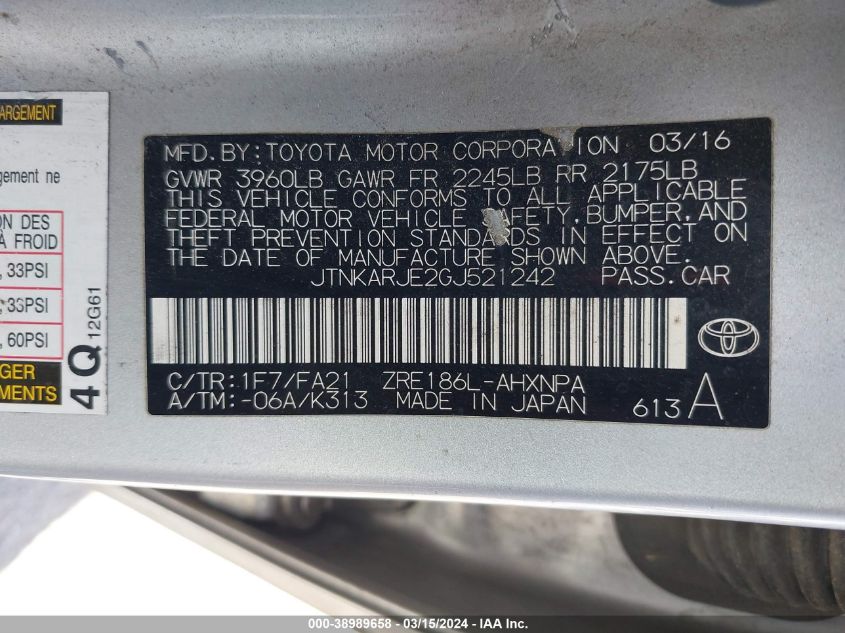 ARGEMENT
gement ne
ON DES
À FROID
, 33PSI
, 33PSI
, 60PSI
GER
EMENTS
4Q 12G61
MFD. BY: TOYOTA MOTOR CORPORATION 03/16
GVWR 3960LB GAWR FR 2245LB RR 2175LB
THIS VEHICLE CONFORMS TO ALL APPLICABLE
FEDERAL MOTOR VEHICLE SAFETY, BUMPER, AND
THEFT PREVENTION STANDARDS IN EFFECT ON
THE DATE OF MANUFACTURE SHOWN ABOVE.
JTNKARJE2GJ521242 PASS. CAR
C/TR: 1F7/FA21 ZRE186L-AHXNPA
A/TM: -06A/K313 MADE IN JAPAN 613 A
000-38989658 - 03/15/2024 - IAA Inc.